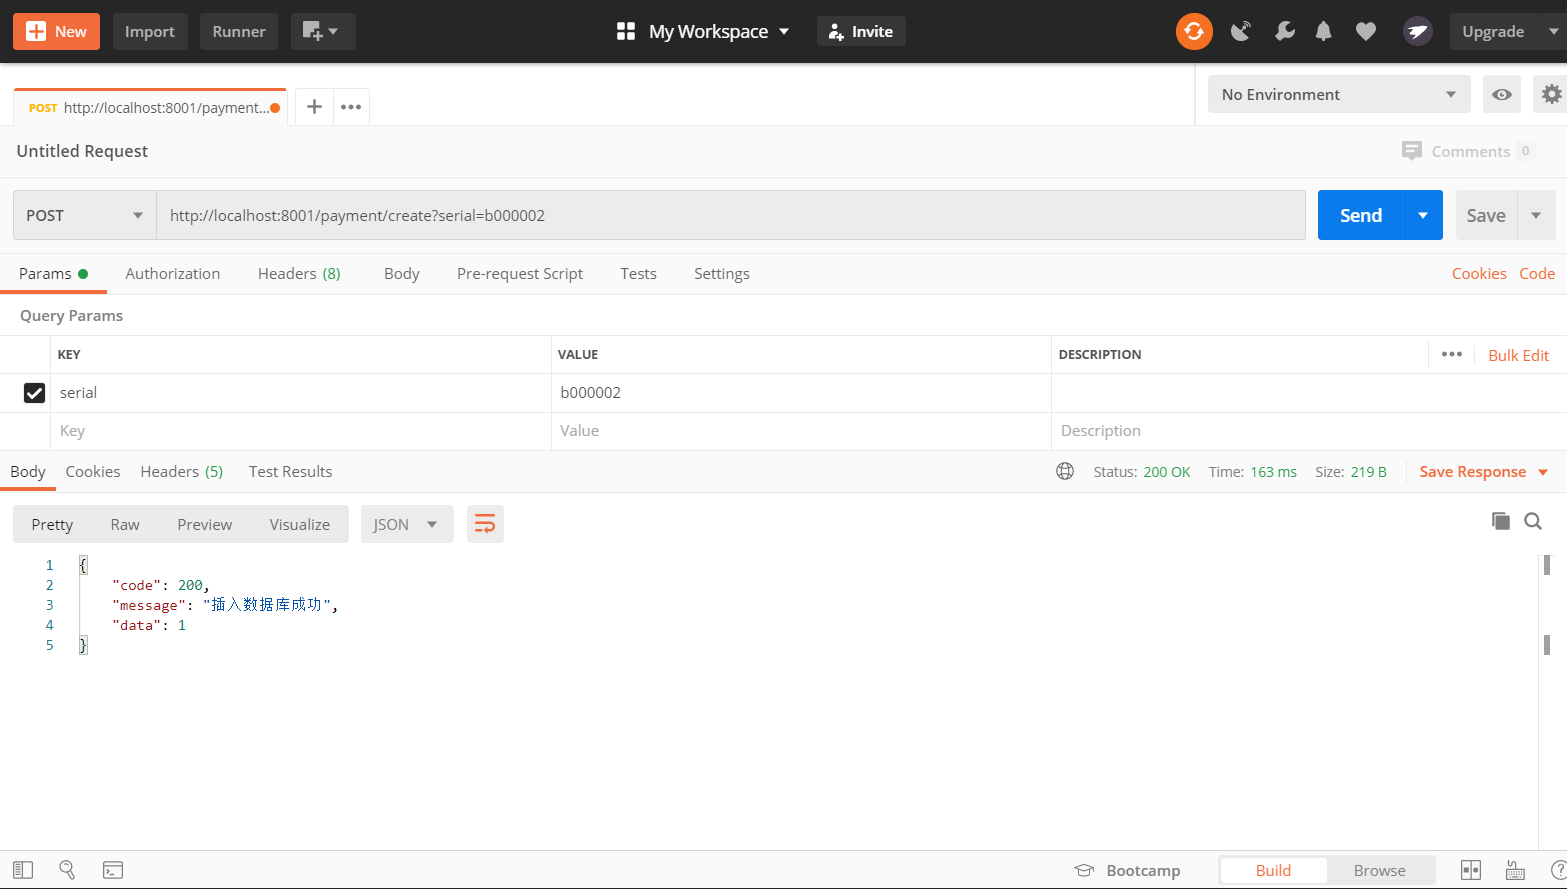 New Import Runner My Workspace Invite Upgrade
POST http://localhost:8001/payment... No Environment
Untitled Request Comments 0
POST http://localhost:8001/payment/create?serial=b000002 Send Save
Params Authorization Headers (8) Body Pre-request Script Tests Settings Cookies Code
Query Params
KEY VALUE DESCRIPTION Bulk Edit
serial b000002
Key Value Description
Body Cookies Headers (5) Test Results Status: 200 OK Time: 163 ms Size: 219 B Save Response
Pretty Raw Preview Visualize JSON
1 {
2 "code": 200,
3 "message": "插入数据库成功",
4 "data": 1
5 }
Bootcamp Build Browse